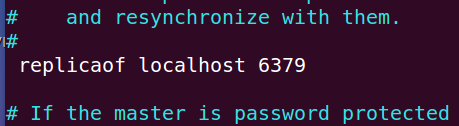 #    and resynchronize with them.
#
replicaof localhost 6379
# If the master is password protected